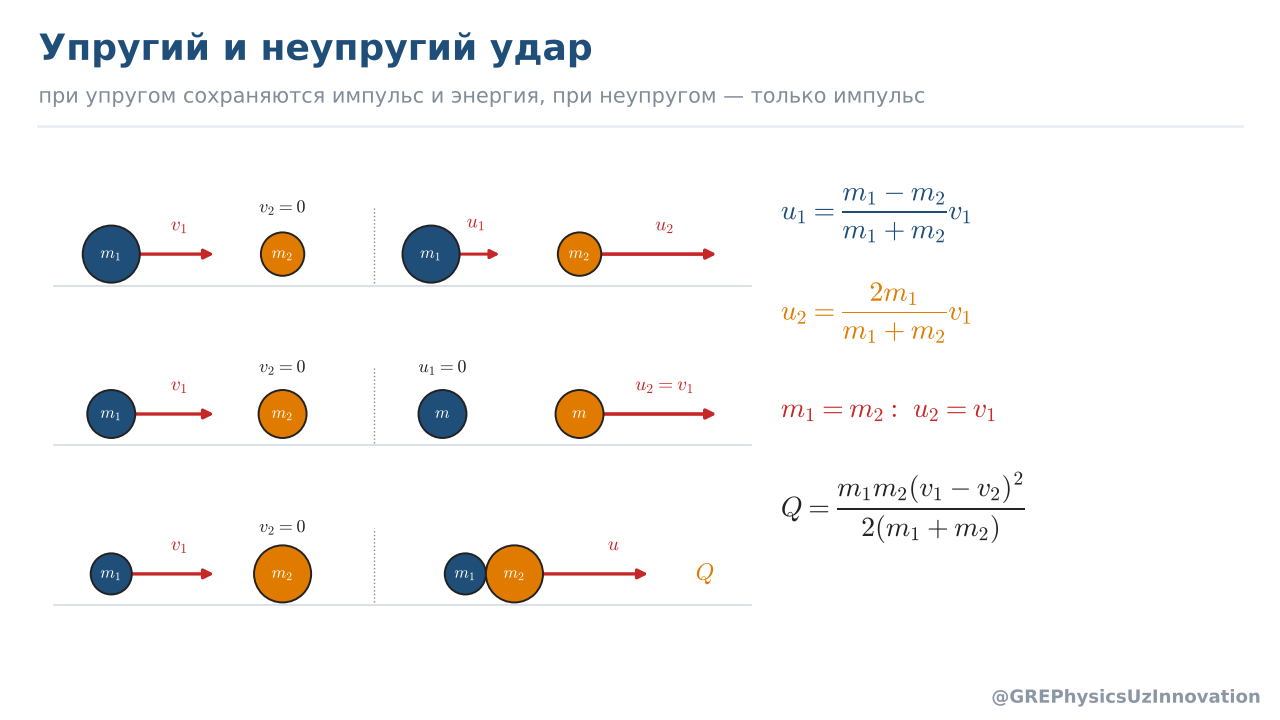 Упругий и неупругий удар
при упругом сохраняются импульс и энергия, при неупругом — только импульс
v₁ v₂ = 0 u₁ u₂
m₁ m₂ m₁ m₂
v₁ v₂ = 0 u₁ = 0 u₂ = v₁
m₁ m₂ m m
v₁ v₂ = 0 u
m₁ m₂ m₁ m₂ Q
u₁ = (m₁ − m₂)/(m₁ + m₂) v₁
u₂ = 2m₁/(m₁ + m₂) v₁
m₁ = m₂ : u₂ = v₁
Q = m₁m₂(v₁ − v₂)²/2(m₁ + m₂)
@GREPhysicsUzInnovation